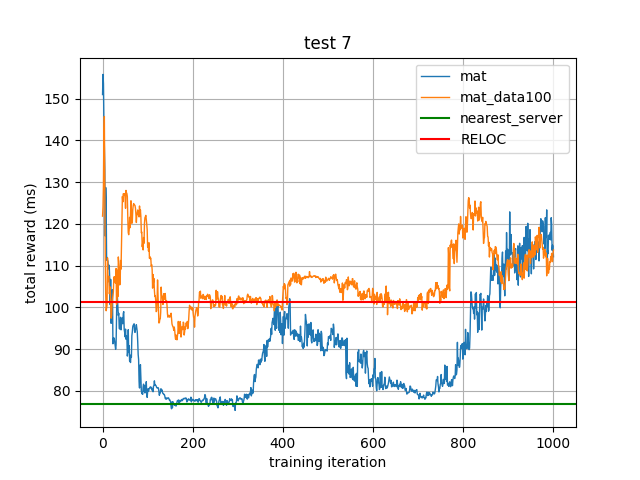 test 7
mat
mat_data100
nearest_server
RELOC
total reward (ms)
150
140
130
120
110
100
90
80
0 200 400 600 800 1000
training iteration